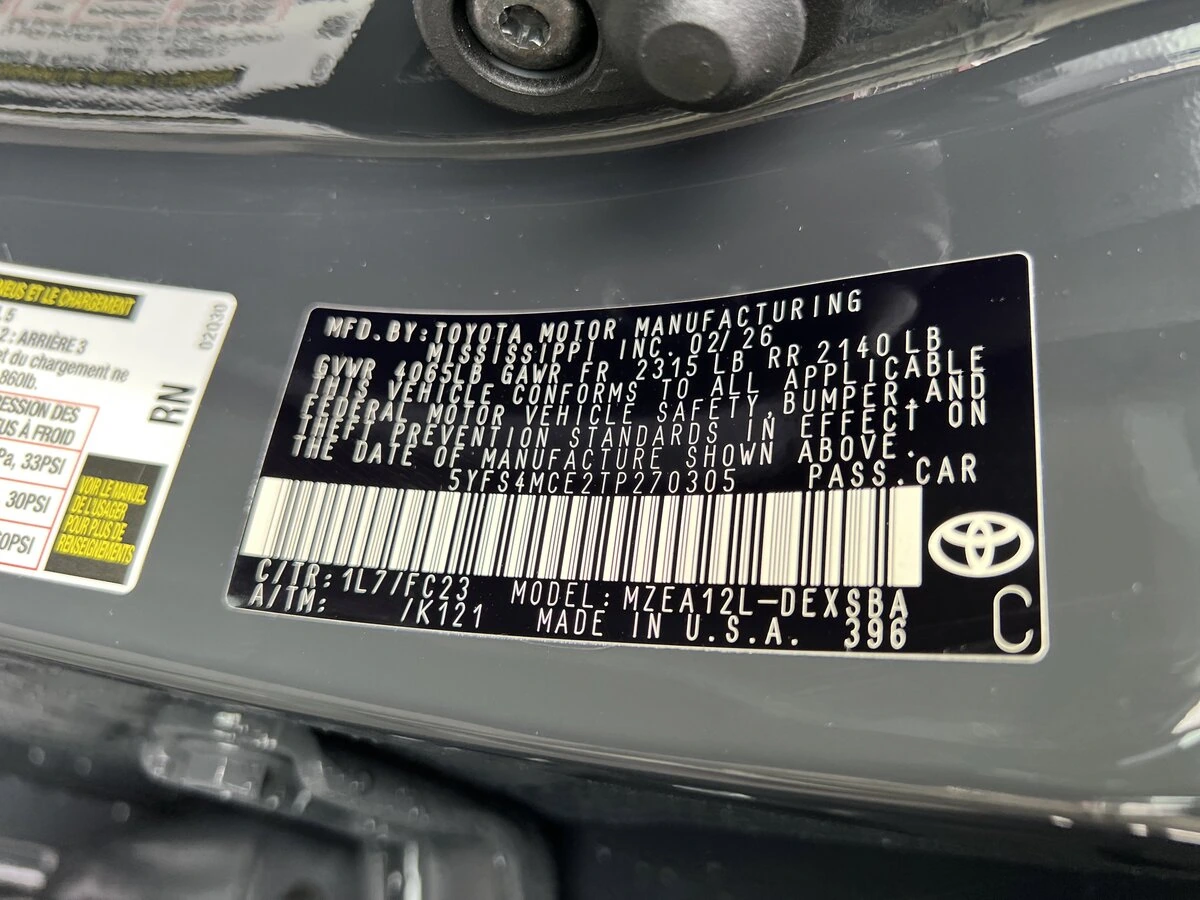 NEUS ET LE CHARGEMENT
2 : ARRIÈRE 3
et du chargement ne
860lb.
RESSION DES
US À FROID
Pa, 33PSI
30PSI
60PSI
VOIR LE MANUEL
DE L'USAGER
POUR PLUS DE
RENSEIGNEMENTS
RN
02030
MFD.BY:TOYOTA MOTOR MANUFACTURING
MISSISSIPPI, INC. 02/26
GVWR 4065LB GAWR FR 2315 LB RR 2140 LB
THIS VEHICLE CONFORMS TO ALL APPLICABLE
FEDERAL MOTOR VEHICLE SAFETY,BUMPER,AND
THEFT PREVENTION STANDARDS IN EFFECT ON
THE DATE OF MANUFACTURE SHOWN ABOVE.
5YFS4MCE2TP270305 PASS.CAR
C/TR:1L7/FC23 MODEL:MZEA12L-DEXSBA
A/TM: /K121 MADE IN U.S.A. 396
C